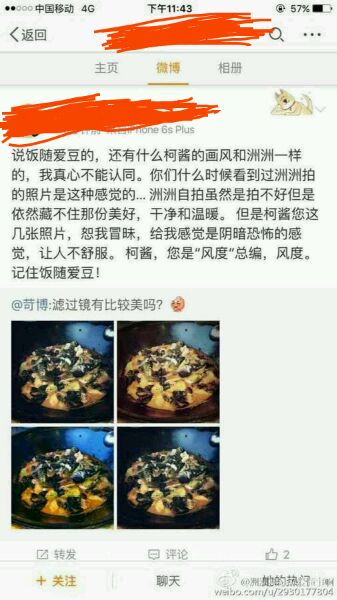 中国移动 4G 下午11:43 57%
返回
主页 微博 相册
iPhone 6s Plus
说饭随爱豆的，还有什么柯酱的画风和洲洲一样
的，我真心不能认同。你们什么时候看到过洲洲拍
的照片是这种感觉的... 洲洲自拍虽然是拍不好但是
依然藏不住那份美好，干净和温暖。 但是柯酱您这
几张照片，恕我冒昧，给我感觉是阴暗恐怖的感
觉，让人不舒服。 柯酱，您是“风度“总编，风度。
记住饭随爱豆！
@苛博:滤过镜有比较美吗？
转发 评论 2
+ 关注 聊天 她的热门
weibo.com/u/2930177804